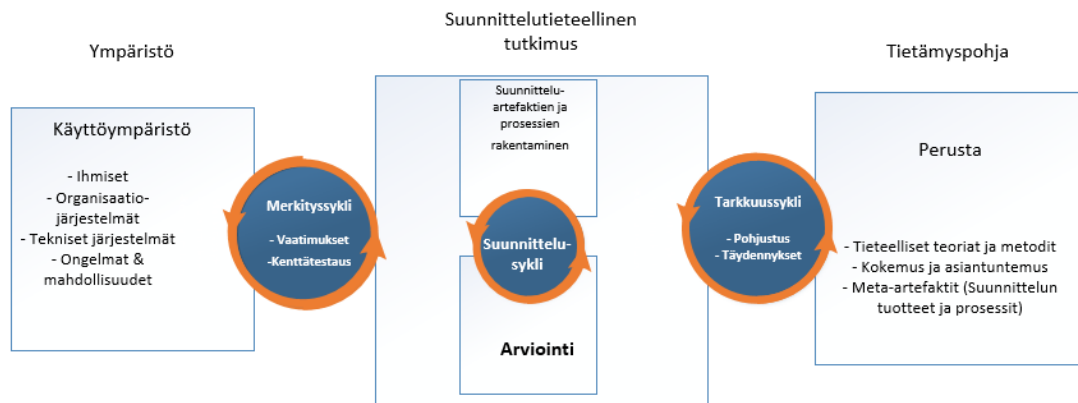 Ympäristö
Käyttöympäristö
- Ihmiset
- Organisaatio-
järjestelmät
- Tekniset järjestelmät
- Ongelmat &
mahdollisuudet
Merkityssykli
- Vaatimukset
-Kenttätestaus
Suunnittelutieteellinen
tutkimus
Suunnittelu-
artefaktien ja
prosessien
rakentaminen
Suunnittelu-
sykli
Arviointi
Tarkkuussykli
- Pohjustus
- Täydennykset
Tietämyspohja
Perusta
- Tieteelliset teoriat ja metodit
- Kokemus ja asiantuntemus
- Meta-artefaktit (Suunnittelun
tuotteet ja prosessit)